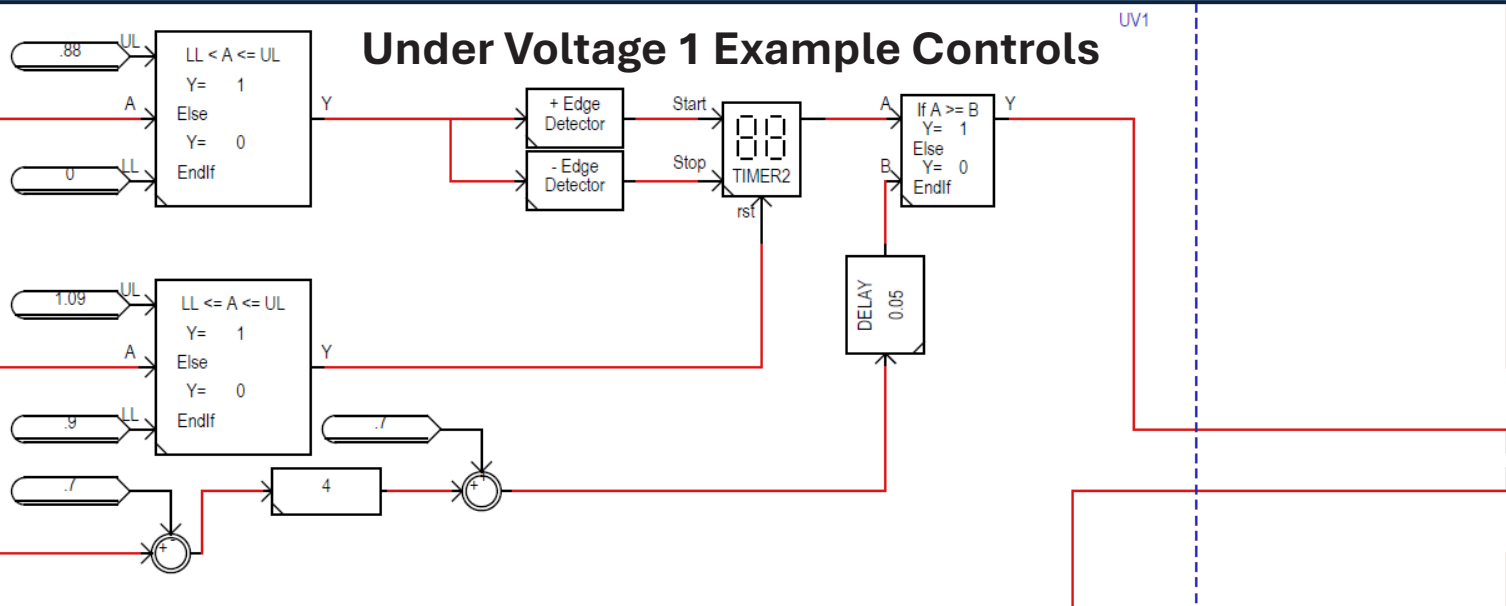 Under Voltage 1 Example Controls
UV1
.88
UL
A
0
LL
LL < A <= UL
Y= 1
Else
Y= 0
EndIf
Y
+ Edge
Detector
- Edge
Detector
Start
Stop
TIMER2
rst
A
B
If A >= B
Y= 1
Else
Y= 0
EndIf
Y
1.09
UL
A
.9
LL
LL <= A <= UL
Y= 1
Else
Y= 0
EndIf
Y
DELAY
0.05
.7
+
+
.7
4
+
-